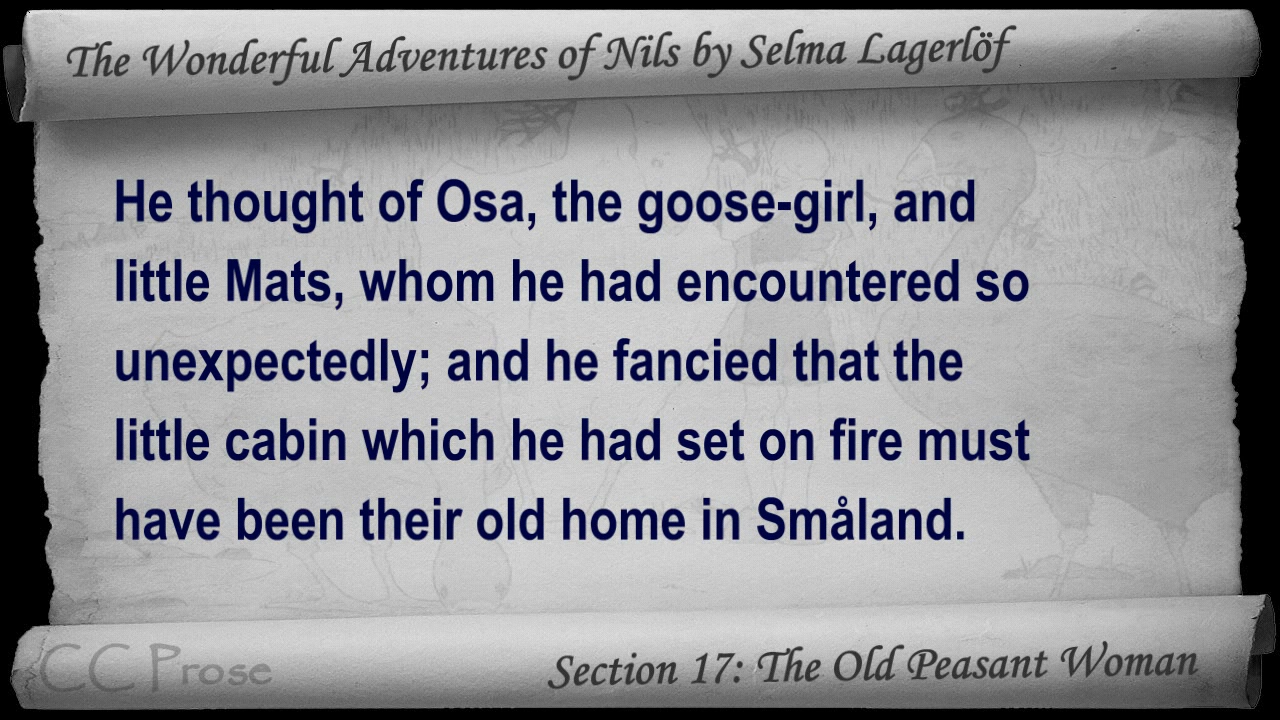 The Wonderful Adventures of Nils by Selma Lagerlöf
He thought of Osa, the goose-girl, and
little Mats, whom he had encountered so
unexpectedly; and he fancied that the
little cabin which he had set on fire must
have been their old home in Småland.
CC Prose
Section 17: The Old Peasant Woman